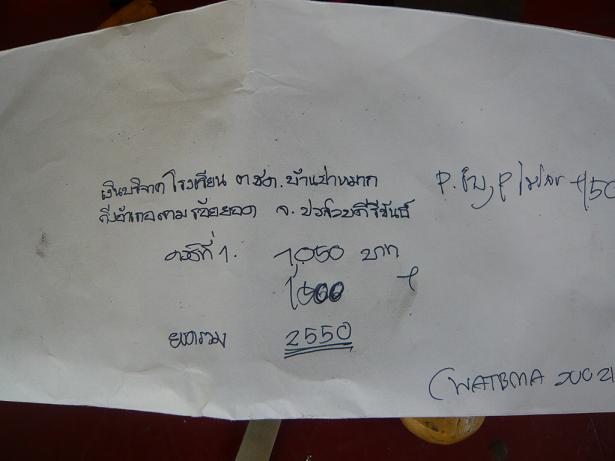 เงินบริจาค โรงเรียน ต ชด. บ้านป่าหมาก
กิ่งอำเภอสามร้อยยอด จ. ประจวบคีรีขันธ์
ครั้งที่ 1. 1,050 บาท
1500
ยอดรวม 2550
(WATBMA 20021